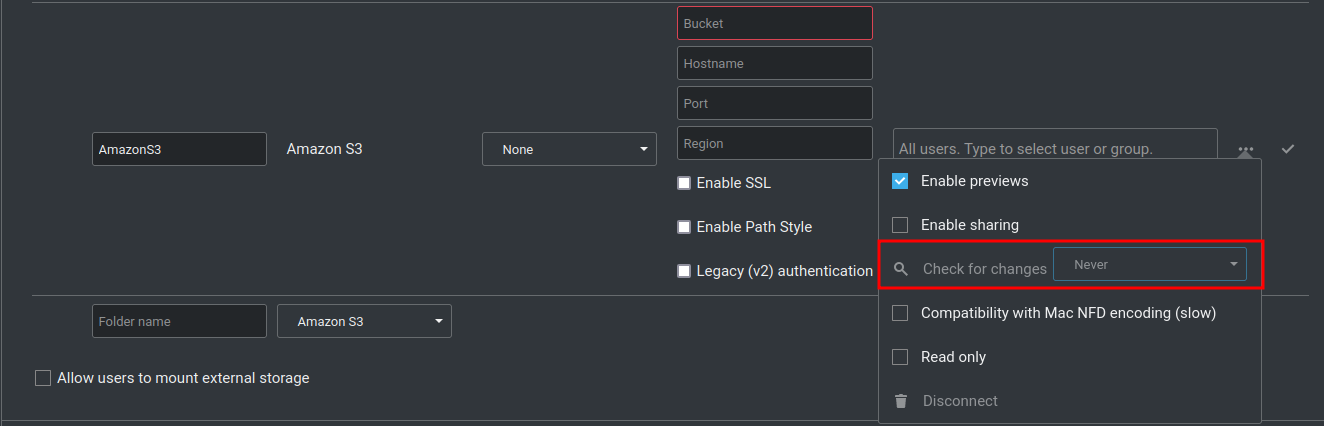 Bucket
Hostname
Port
AmazonS3 Amazon S3 None Region All users. Type to select user or group.
Enable SSL
Enable Path Style
Legacy (v2) authentication
Enable previews
Enable sharing
Check for changes Never
Compatibility with Mac NFD encoding (slow)
Read only
Disconnect
Folder name Amazon S3
Allow users to mount external storage